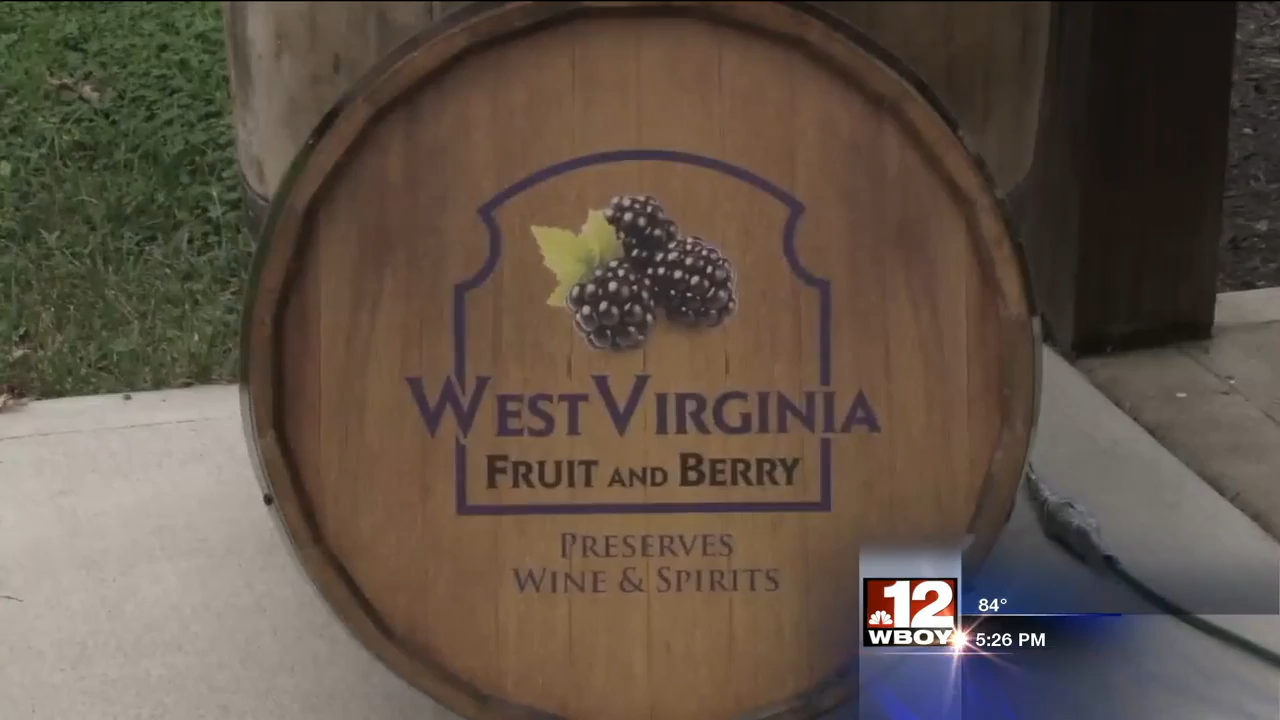 WEST VIRGINIA
FRUIT AND BERRY
PRESERVES
WINE & SPIRITS
12
WBOY
84°
5:26 PM